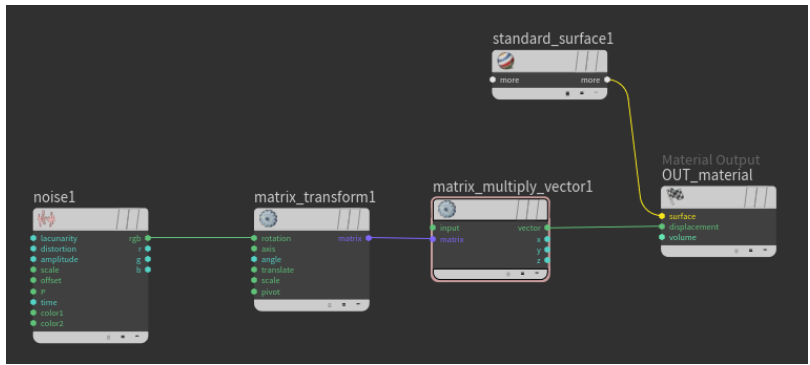 standard_surface1
more more
Material Output
OUT_material
surface
displacement
volume
noise1
lacunarity rgb
distortion r
amplitude g
scale b
offset
P
time
color1
color2
matrix_transform1
rotation matrix
axis
angle
translate
scale
pivot
matrix_multiply_vector1
input vector
matrix x
y
z